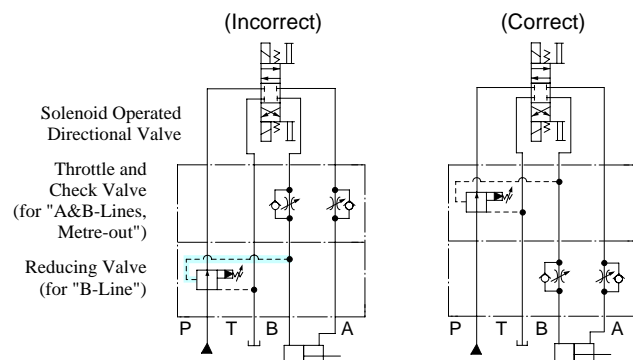 (Incorrect)
(Correct)
Solenoid Operated
Directional Valve
Throttle and
Check Valve
(for "A&B-Lines,
Metre-out")
Reducing Valve
(for "B-Line")
P T B A
P T B A